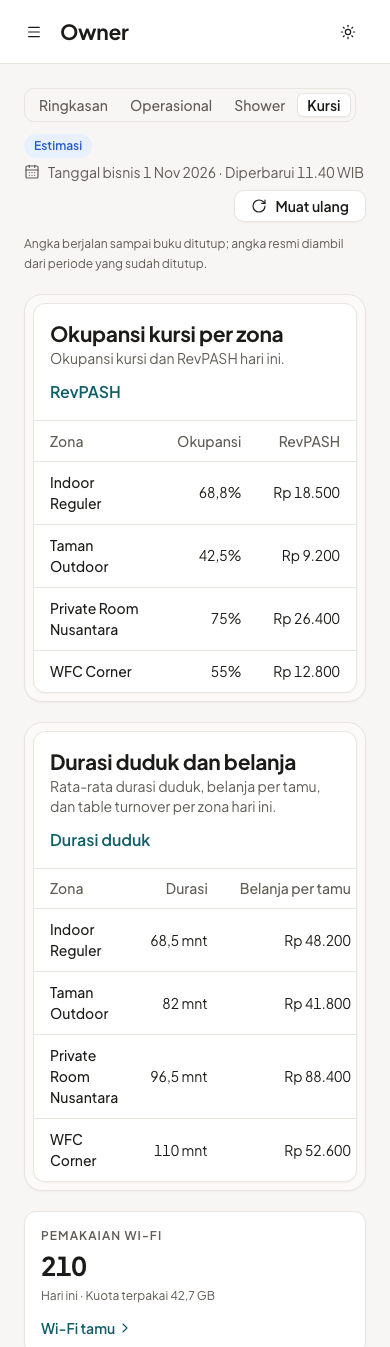 Owner
Ringkasan Operasional Shower Kursi
Estimasi
Tanggal bisnis 1 Nov 2026 · Diperbarui 11.40 WIB
Muat ulang
Angka berjalan sampai buku ditutup; angka resmi diambil
dari periode yang sudah ditutup.
Okupansi kursi per zona
Okupansi kursi dan RevPASH hari ini.
RevPASH
Zona Okupansi RevPASH
Indoor
Reguler
68,8% Rp 18.500
Taman
Outdoor
42,5% Rp 9.200
Private Room
Nusantara
75% Rp 26.400
WFC Corner 55% Rp 12.800
Durasi duduk dan belanja
Rata-rata durasi duduk, belanja per tamu,
dan table turnover per zona hari ini.
Durasi duduk
Zona Durasi Belanja per tamu
Indoor
Reguler
68,5 mnt Rp 48.200
Taman
Outdoor
82 mnt Rp 41.800
Private
Room
Nusantara
96,5 mnt Rp 88.400
WFC
Corner
110 mnt Rp 52.600
PEMAKAIAN WI-FI
210
Hari ini · Kuota terpakai 42,7 GB
Wi-Fi tamu